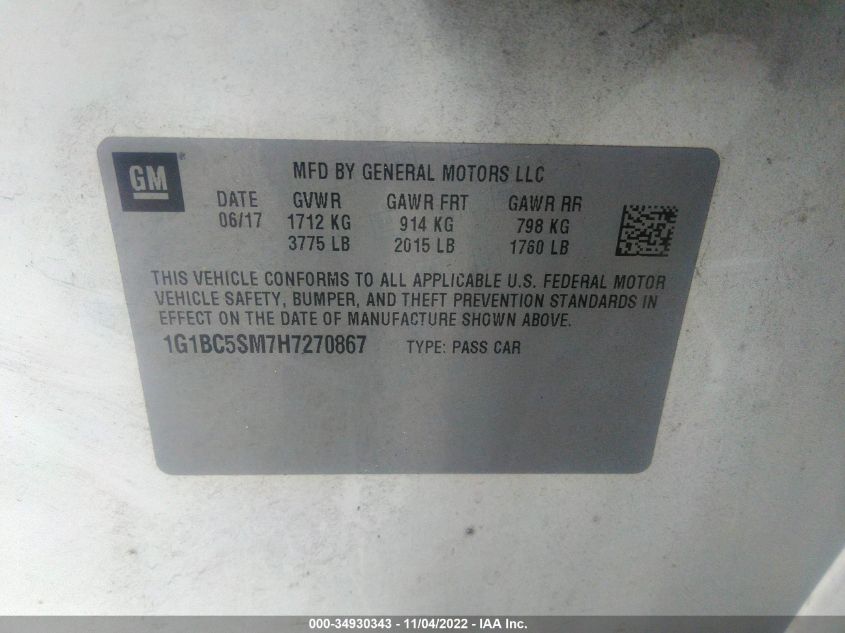 GM
®
MFD BY GENERAL MOTORS LLC
DATE GVWR GAWR FRT GAWR RR
06/17 1712 KG 914 KG 798 KG
3775 LB 2015 LB 1760 LB
THIS VEHICLE CONFORMS TO ALL APPLICABLE U.S. FEDERAL MOTOR
VEHICLE SAFETY, BUMPER, AND THEFT PREVENTION STANDARDS IN
EFFECT ON THE DATE OF MANUFACTURE SHOWN ABOVE.
1G1BC5SM7H7270867 TYPE: PASS CAR
000-34930343 - 11/04/2022 - IAA Inc.